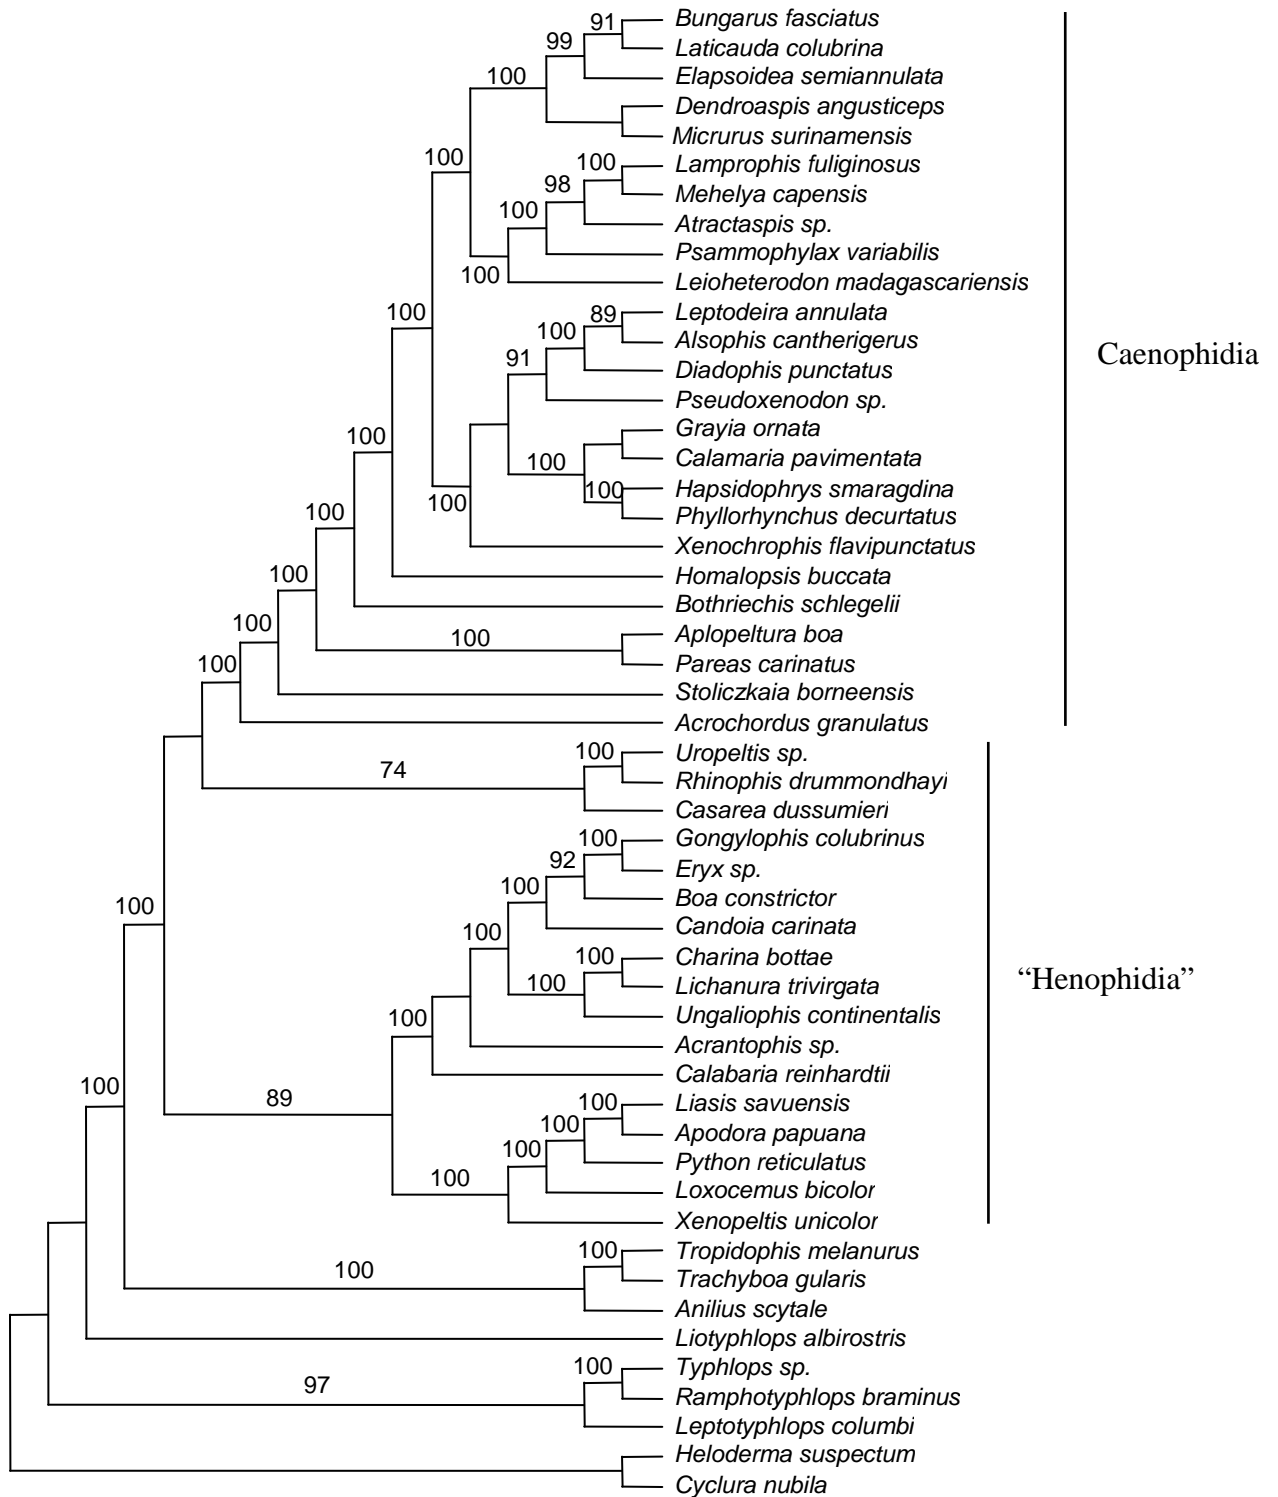 91
Bungarus fasciatus
99
Laticauda colubrina
100
Elapsoidea semiannulata
Dendroaspis angusticeps
Micrurus surinamensis
100
100
Lamprophis fuliginosus
98
Mehelya capensis
100
Atractaspis sp.
Psammophylax variabilis
100
Leioheterodon madagascariensis
100
89
Leptodeira annulata
100
Alsophis cantherigerus
91
Diadophis punctatus
Caenophidia
Pseudoxenodon sp.
100
Grayia ornata
100
Calamaria pavimentata
100
Hapsidophrys smaragdina
100
Phyllorhynchus decurtatus
100
Xenochrophis flavipunctatus
100
Homalopsis buccata
Bothriechis schlegelii
100
100
Aplopeltura boa
100
Pareas carinatus
Stoliczkaia borneensis
Acrochordus granulatus
100
Uropeltis sp.
74
Rhinophis drummondhayi
Casarea dussumieri
100
Gongylophis colubrinus
92
Eryx sp.
100
Boa constrictor
100
Candoia carinata
100
100
Charina bottae
100
Lichanura trivirgata
“Henophidia”
Ungaliophis continentalis
100
Acrantophis sp.
Calabaria reinhardtii
100
89
100
Liasis savuensis
100
Apodora papuana
100
Python reticulatus
100
Loxocemus bicolor
Xenopeltis unicolor
100
Tropidophis melanurus
100
Trachyboa gularis
Anilius scytale
Liotyphlops albirostris
100
Typhlops sp.
97
Ramphotyphlops braminus
Leptotyphlops columbi
Heloderma suspectum
Cyclura nubila